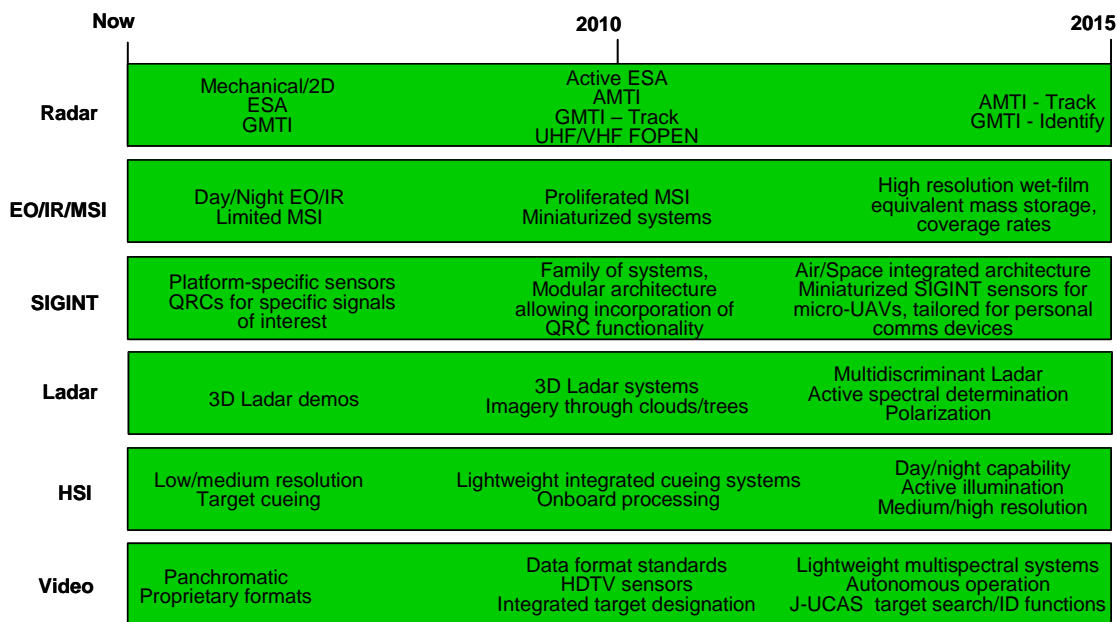 Now
2010
2015
Radar
Mechanical/2D
ESA
GMTI
Active ESA
AMTI
GMTI – Track
UHF/VHF FOPEN
AMTI - Track
GMTI - Identify
EO/IR/MSI
Day/Night EO/IR
Limited MSI
Proliferated MSI
Miniaturized systems
High resolution wet-film
equivalent mass storage,
coverage rates
SIGINT
Platform-specific sensors
QRCs for specific signals
of interest
Family of systems,
Modular architecture
allowing incorporation of
QRC functionality
Air/Space integrated architecture
Miniaturized SIGINT sensors for
micro-UAVs, tailored for personal
comms devices
Ladar
3D Ladar demos
3D Ladar systems
Imagery through clouds/trees
Multidiscriminant Ladar
Active spectral determination
Polarization
HSI
Low/medium resolution
Target cueing
Lightweight integrated cueing systems
Onboard processing
Day/night capability
Active illumination
Medium/high resolution
Video
Panchromatic
Proprietary formats
Data format standards
HDTV sensors
Integrated target designation
Lightweight multispectral systems
Autonomous operation
J-UCAS target search/ID functions